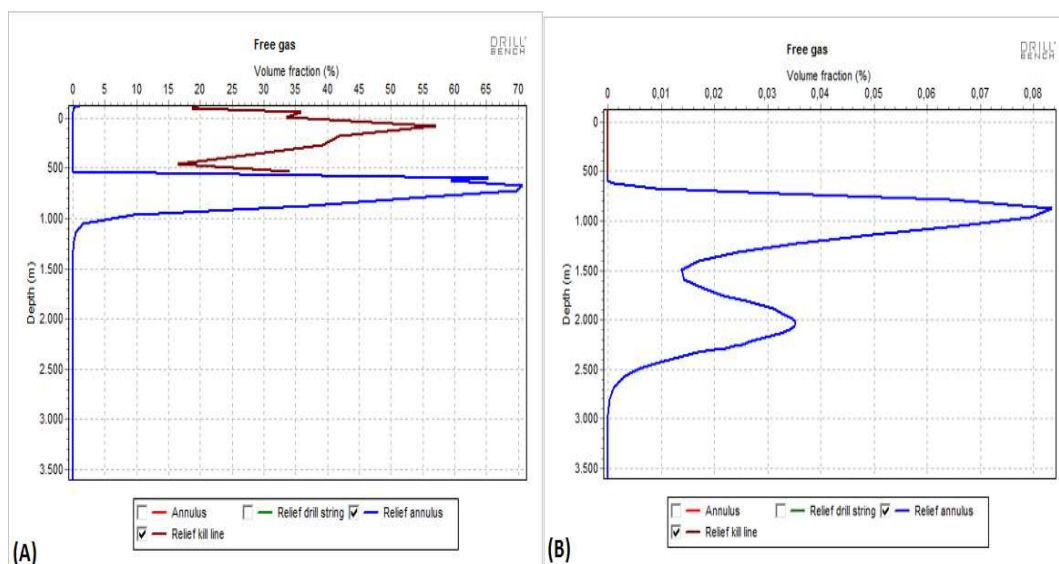 Free gas
DRILL
BENCH
Volume fraction (%)
0 5 10 15 20 25 30 35 40 45 50 55 60 65 70
0
500
1.000
1.500
2.000
2.500
3.000
3.500
Depth (m)
Annulus Relief drill string Relief annulus
Relief kill line
(A)
Free gas
DRILL
BENCH
Volume fraction (%)
0 0,01 0,02 0,03 0,04 0,05 0,06 0,07 0,08
0
500
1.000
1.500
2.000
2.500
3.000
3.500
Depth (m)
Annulus Relief drill string Relief annulus
Relief kill line
(B)